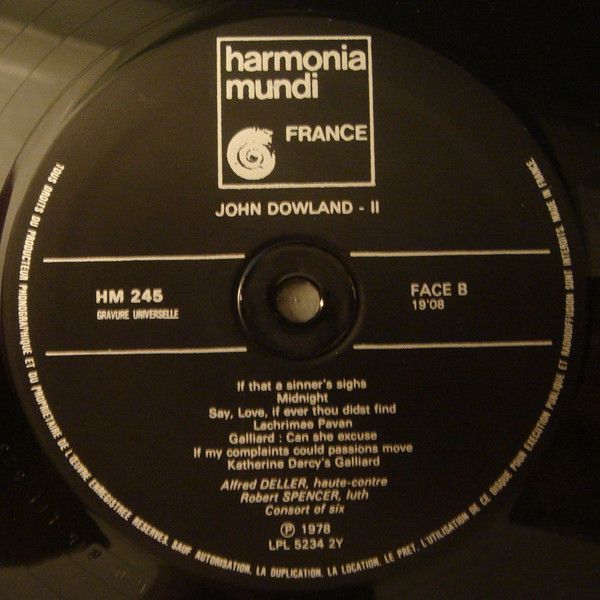 harmonia
mundi
FRANCE
JOHN DOWLAND - II
HM 245
GRAVURE UNIVERSELLE
FACE B
19'08
If that a sinner's sighs
Midnight
Say, Love, if ever thou didst find
Lachrimae Pavan
Galliard : Can she excuse
If my complaints could passions move
Katherine Darcy's Galliard
Alfred DELLER, haute-contre
Robert SPENCER, luth
Consort of six
Ⓟ 1978
LPL 5234 2Y
TOUS DROITS DU PRODUCTEUR PHONOGRAPHIQUE ET DU PROPRIETAIRE DE L'ŒUVRE ENREGISTREE RESERVES. SAUF AUTORISATION, LA DUPLICATION, LA LOCATION, LE PRET, L'UTILISATION DE CE DISQUE POUR EXECUTION PUBLIQUE ET RADIODIFFUSION SONT INTERDITS. MADE IN FRANCE.